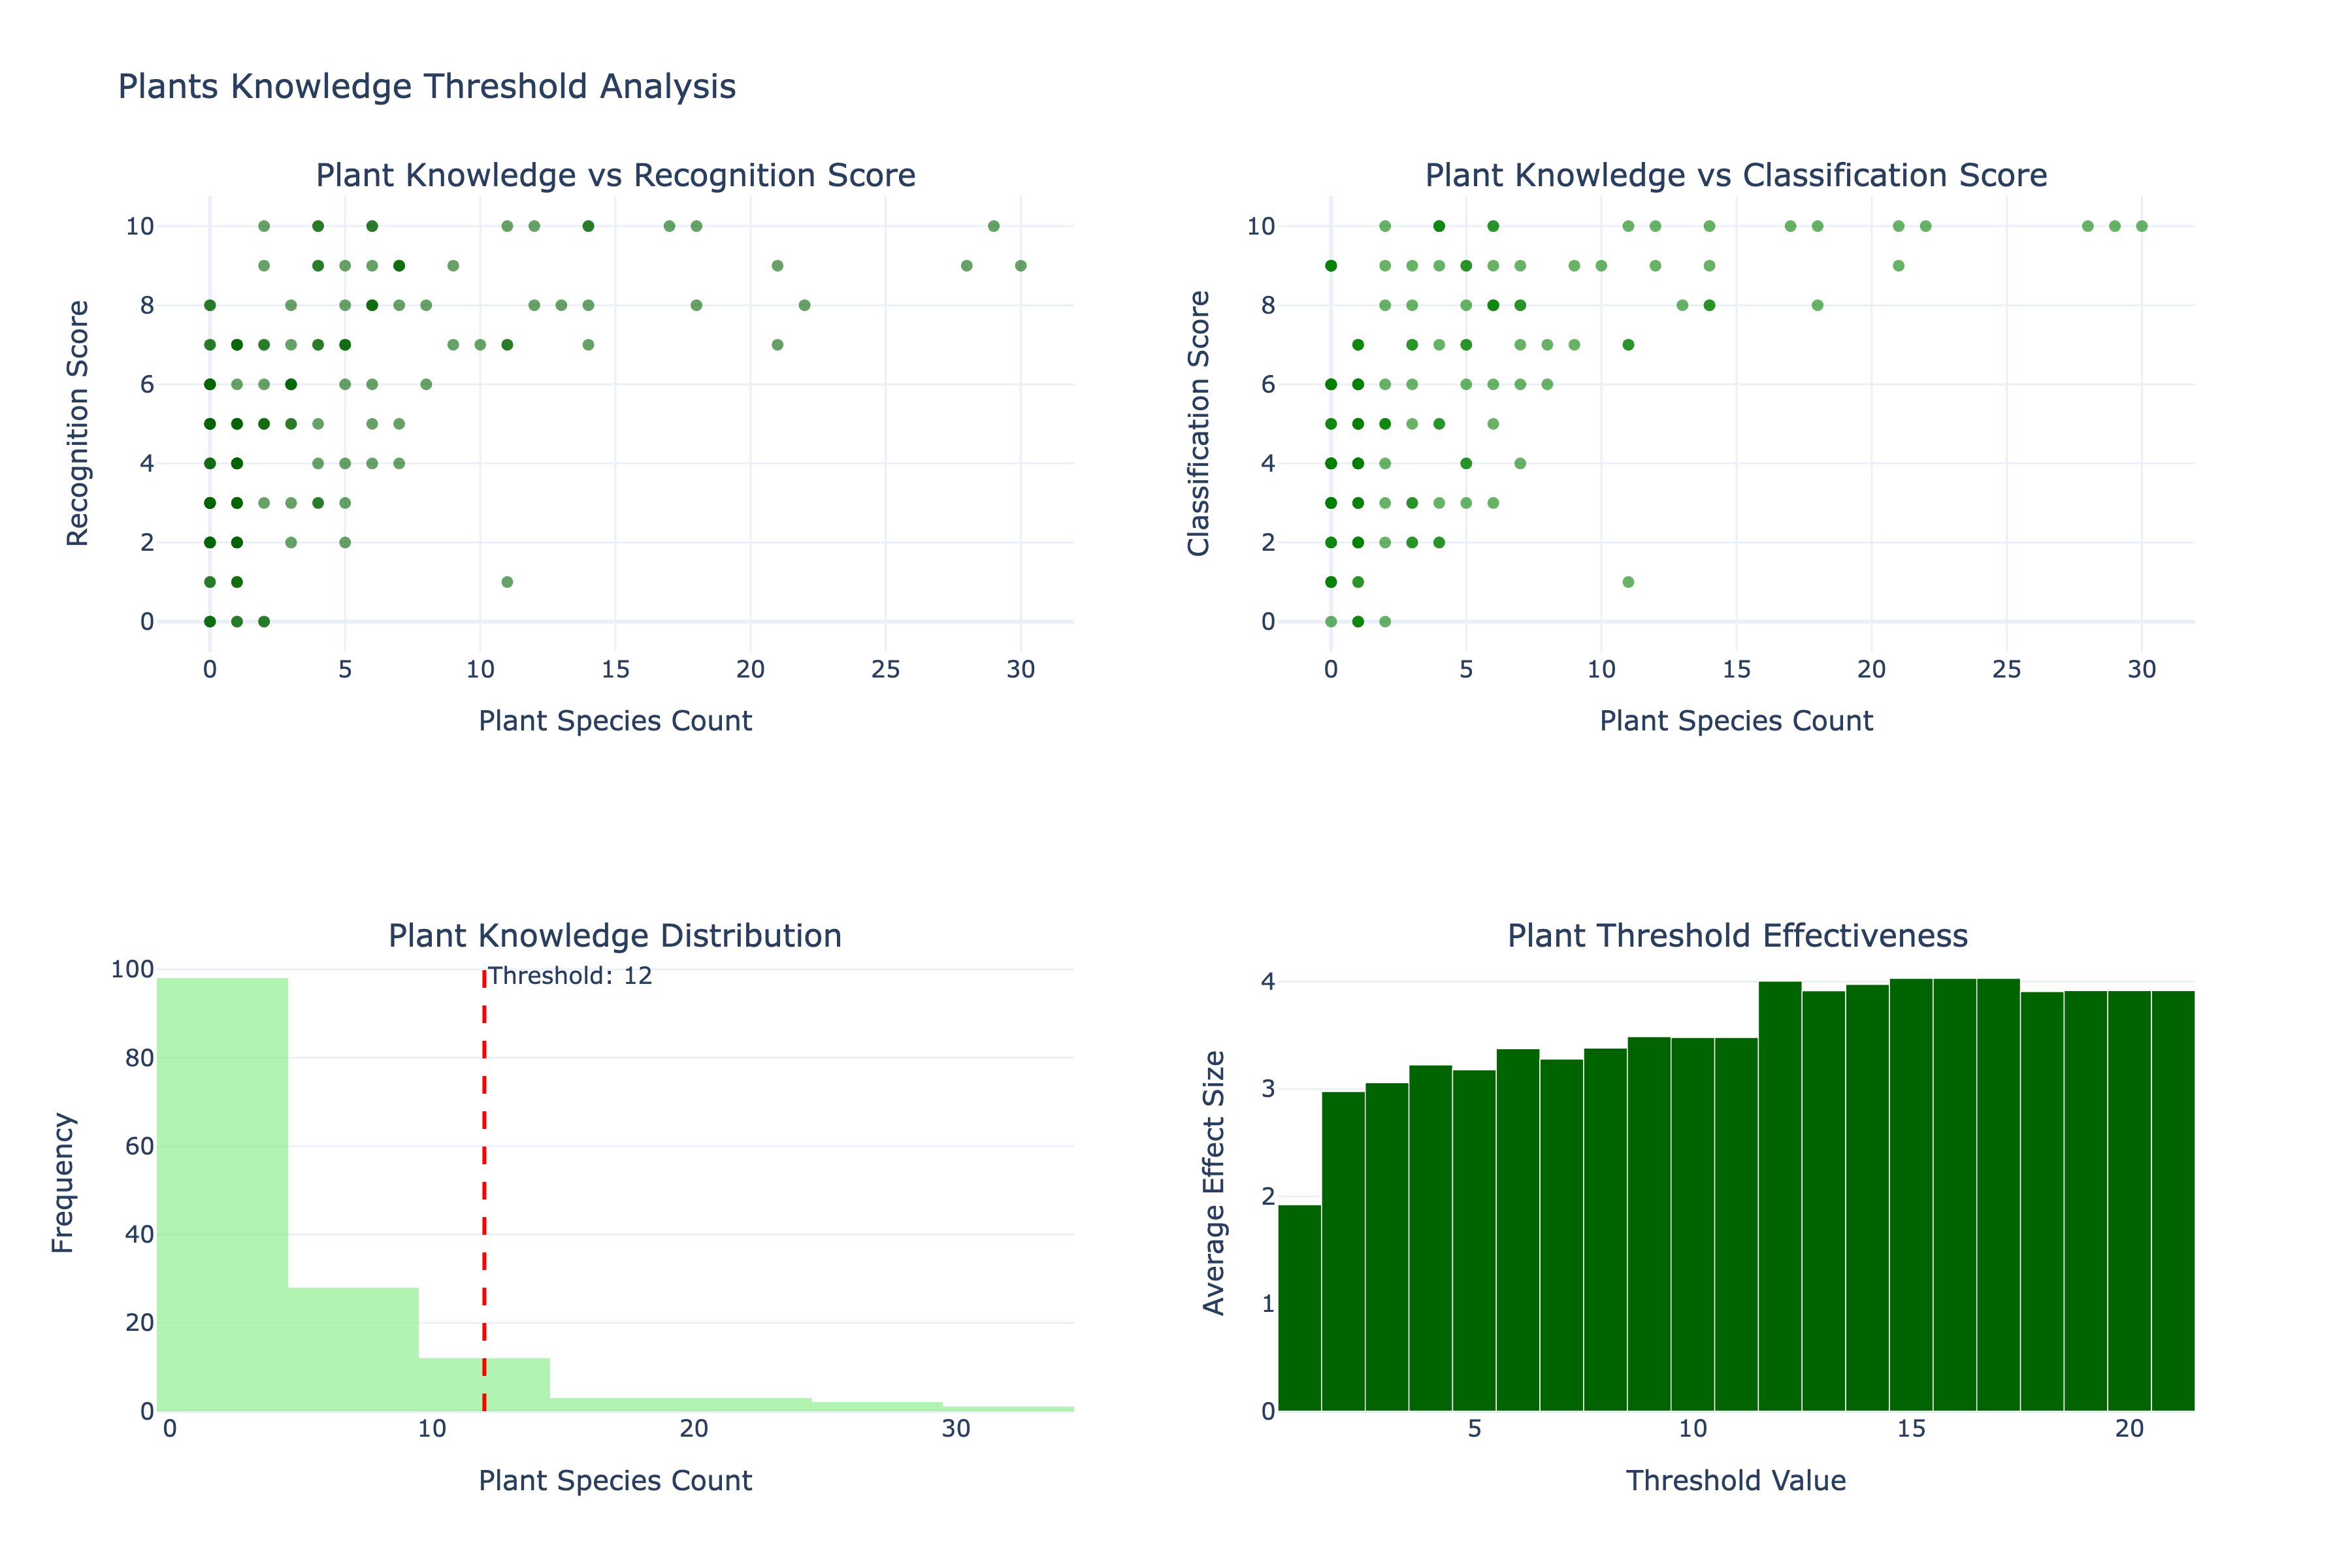 Plants Knowledge Threshold Analysis
Plant Knowledge vs Recognition Score
10
8
6
4
2
0
Recognition Score
0 5 10 15 20 25 30
Plant Species Count
Plant Knowledge vs Classification Score
10
8
6
4
2
0
Classification Score
0 5 10 15 20 25 30
Plant Species Count
Plant Knowledge Distribution
Threshold: 12
100
80
60
40
20
0
Frequency
0 10 20 30
Plant Species Count
Plant Threshold Effectiveness
4
3
2
1
0
Average Effect Size
5 10 15 20
Threshold Value